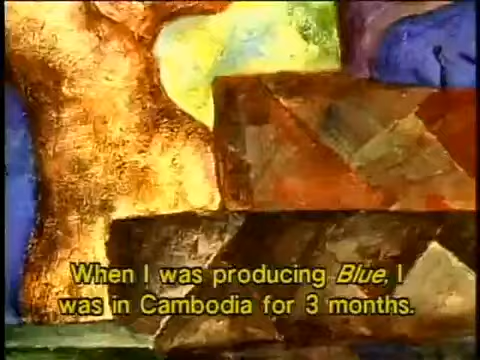 When I was producing Blue, I
was in Cambodia for 3 months.